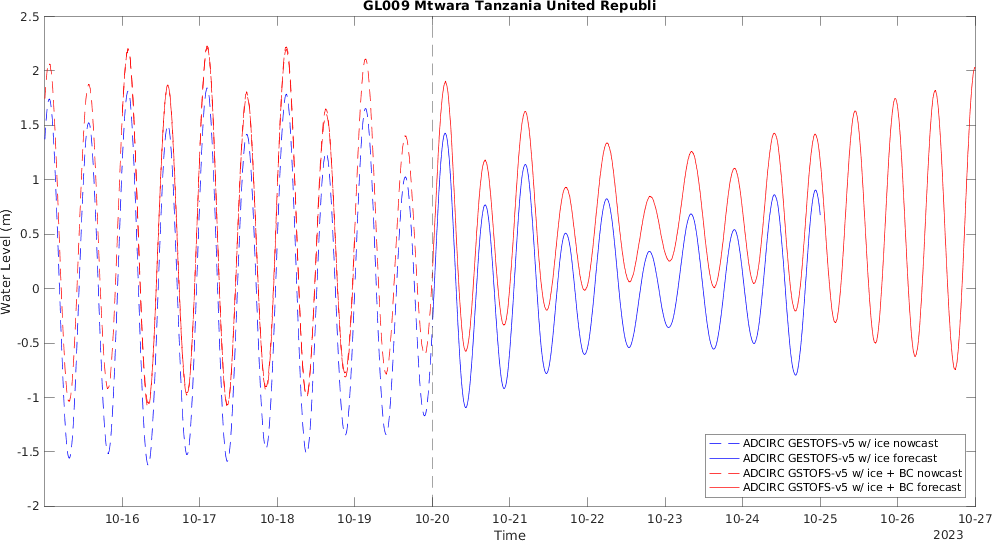 GL009 Mtwara Tanzania United Republi
2.5
2
1.5
1
0.5
0
-0.5
-1
-1.5
-2
Water Level (m)
10-16 10-17 10-18 10-19 10-20 10-21 10-22 10-23 10-24 10-25 10-26 10-27
Time
2023
ADCIRC GESTOFS-v5 w/ ice nowcast
ADCIRC GESTOFS-v5 w/ ice forecast
ADCIRC GSTOFS-v5 w/ ice + BC nowcast
ADCIRC GSTOFS-v5 w/ ice + BC forecast